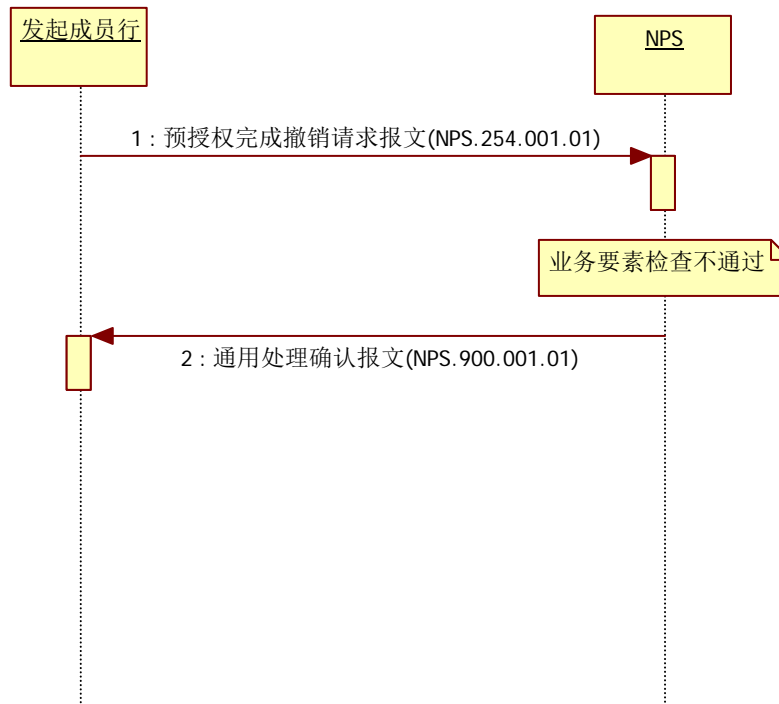 发起成员行
NPS
1 : 预授权完成撤销请求报文(NPS.254.001.01)
业务要素检查不通过
2 : 通用处理确认报文(NPS.900.001.01)